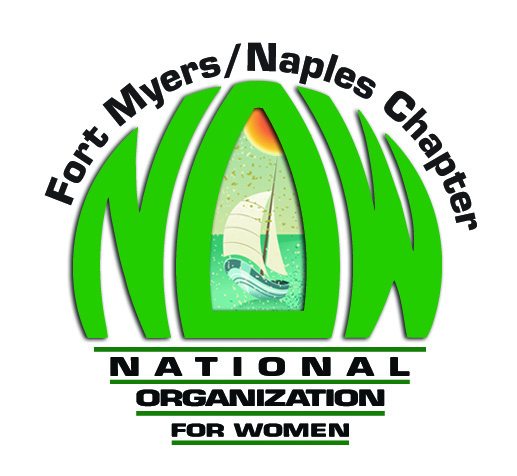 Fort Myers/Naples Chapter
NOW
NATIONAL
ORGANIZATION
FOR WOMEN